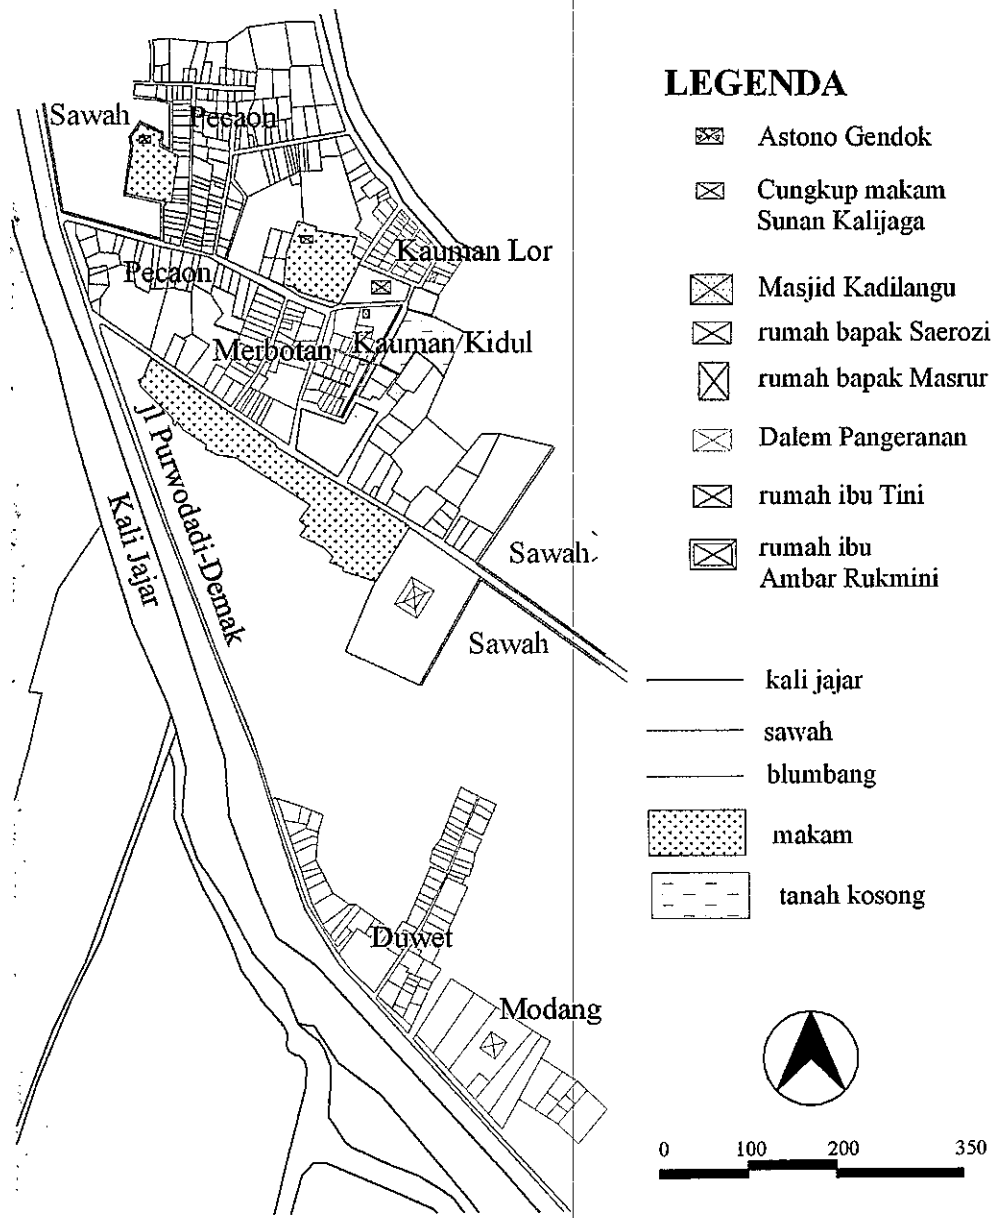 Sawah
Pecaon
Kauman Lor
Pecaon
Merbotan
Kauman Kidul
jl Purwodadi-Demak
Kali Jajar
Sawah
Sawah
Duwet
Modang
LEGENDA
Astono Gendok
Cungkup makam
Sunan Kalijaga
Masjid Kadilangu
rumah bapak Saerozi
rumah bapak Masrur
Dalem Pangeranan
rumah ibu Tini
rumah ibu
Ambar Rukmini
kali jajar
sawah
blumbang
makam
tanah kosong
0 100 200 350